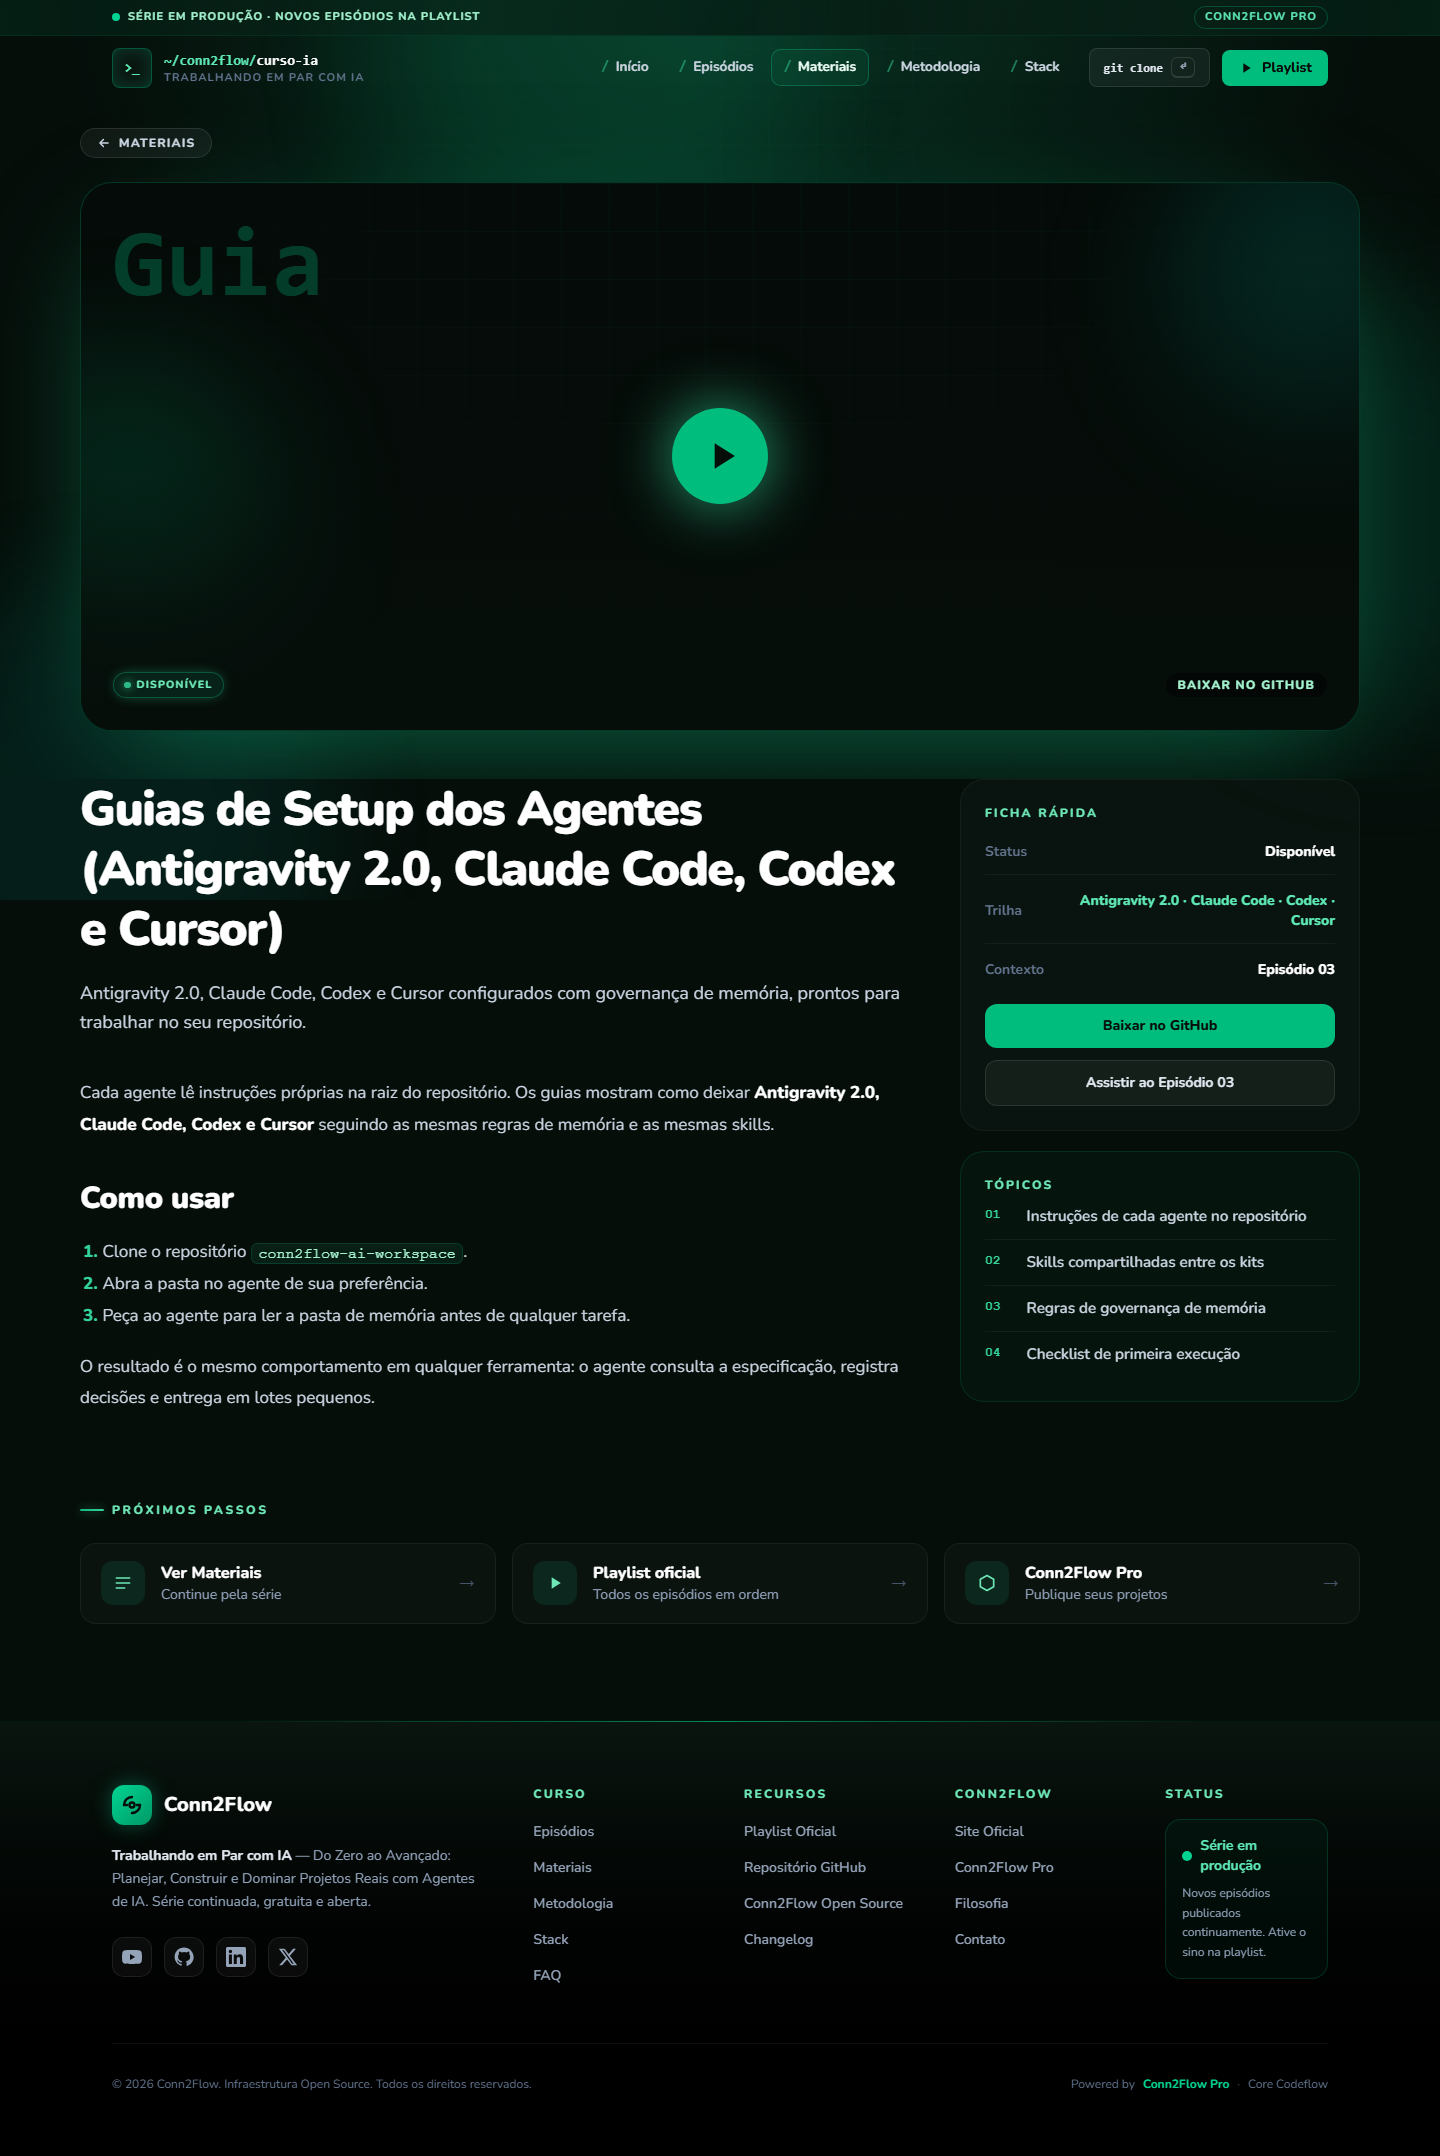 SÉRIE EM PRODUÇÃO · NOVOS EPISÓDIOS NA PLAYLIST
CONN2FLOW PRO
>_
~/conn2flow/curso-ia
TRABALHANDO EM PAR COM IA
/ Início
/ Episódios
/ Materiais
/ Metodologia
/ Stack
git clone
Playlist
← MATERIAIS
Guia
DISPONÍVEL
BAIXAR NO GITHUB
Guias de Setup dos Agentes
(Antigravity 2.0, Claude Code, Codex
e Cursor)
Antigravity 2.0, Claude Code, Codex e Cursor configurados com governança de memória, prontos para
trabalhar no seu repositório.
Cada agente lê instruções próprias na raiz do repositório. Os guias mostram como deixar Antigravity 2.0,
Claude Code, Codex e Cursor seguindo as mesmas regras de memória e as mesmas skills.
Como usar
1. Clone o repositório conn2flow-ai-workspace.
2. Abra a pasta no agente de sua preferência.
3. Peça ao agente para ler a pasta de memória antes de qualquer tarefa.
O resultado é o mesmo comportamento em qualquer ferramenta: o agente consulta a especificação, registra
decisões e entrega em lotes pequenos.
FICHA RÁPIDA
Status
Disponível
Trilha
Antigravity 2.0 · Claude Code · Codex ·
Cursor
Contexto
Episódio 03
Baixar no GitHub
Assistir ao Episódio 03
TÓPICOS
01 Instruções de cada agente no repositório
02 Skills compartilhadas entre os kits
03 Regras de governança de memória
04 Checklist de primeira execução
PRÓXIMOS PASSOS
Ver Materiais
Continue pela série
→
Playlist oficial
Todos os episódios em ordem
→
Conn2Flow Pro
Publique seus projetos
→
Conn2Flow
Trabalhando em Par com IA — Do Zero ao Avançado:
Planejar, Construir e Dominar Projetos Reais com Agentes
de IA. Série continuada, gratuita e aberta.
CURSO
Episódios
Materiais
Metodologia
Stack
FAQ
RECURSOS
Playlist Oficial
Repositório GitHub
Conn2Flow Open Source
Changelog
CONN2FLOW
Site Oficial
Conn2Flow Pro
Filosofia
Contato
STATUS
Série em
produção
Novos episódios
publicados
continuamente. Ative o
sino na playlist.
© 2026 Conn2Flow. Infraestrutura Open Source. Todos os direitos reservados.
Powered by Conn2Flow Pro · Core Codeflow